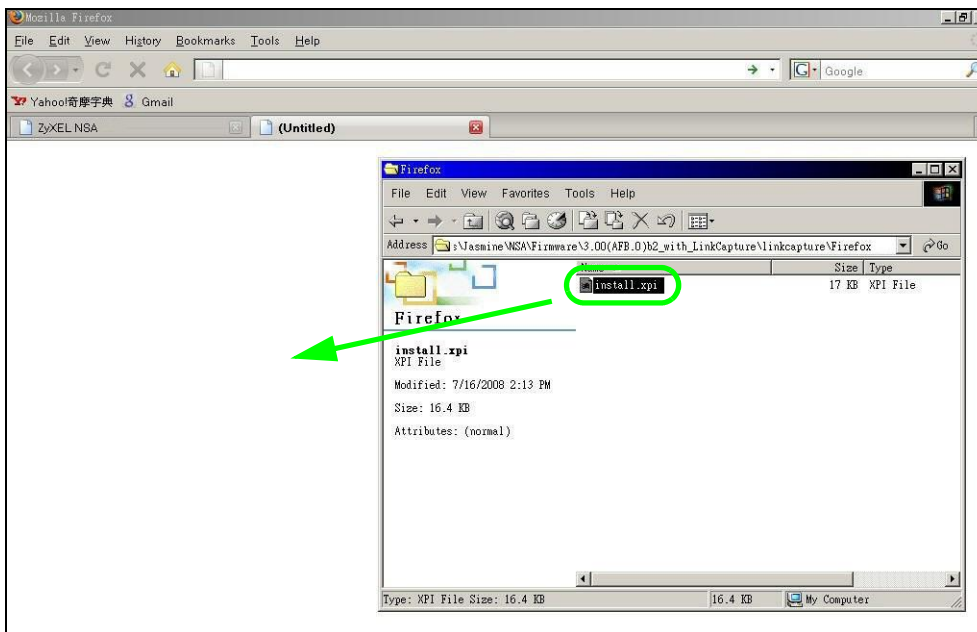 Mozilla Firefox
File Edit View History Bookmarks Tools Help
G Google
Yahoo!奇摩字典 8 Gmail
ZyXEL NSA (Untitled)
Firefox
File Edit View Favorites Tools Help
Address s\Jasmine\NSA\Firmware\3.00(AFB.0)b2_with_LinkCapture\linkcapture\Firefox Go
Name Size Type
install.xpi 17 KB XPI File
Firefox
install.xpi
XPI File
Modified: 7/16/2008 2:13 PM
Size: 16.4 KB
Attributes: (normal)
Type: XPI File Size: 16.4 KB 16.4 KB My Computer